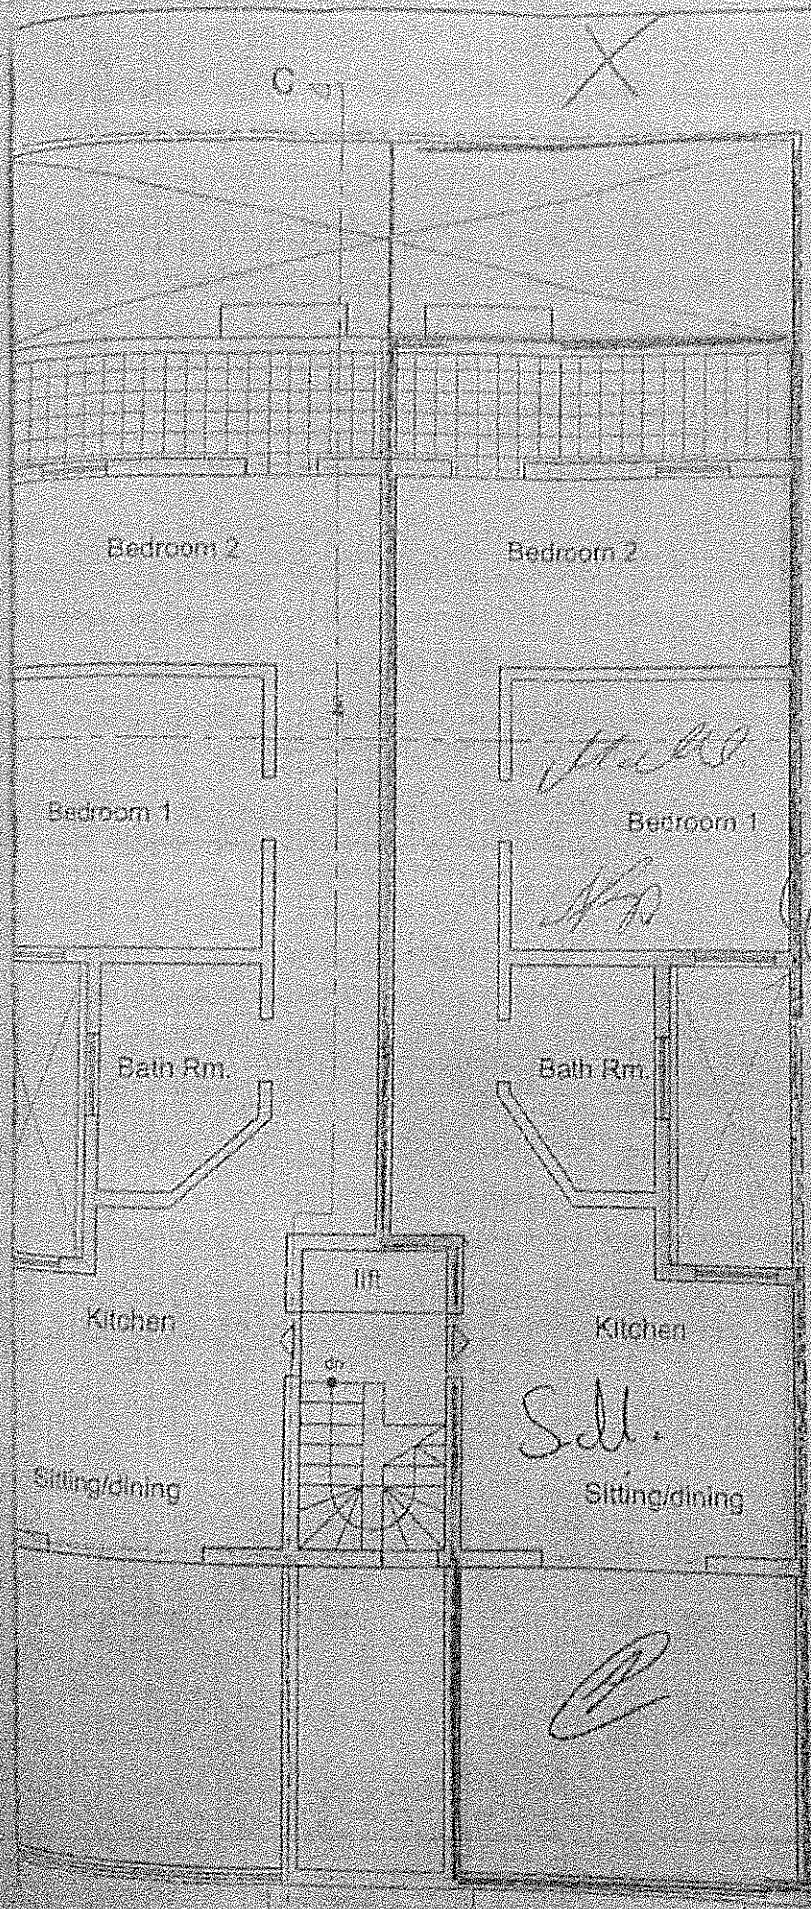 C
Bedroom 2
Bedroom 2
Bedroom 1
Bedroom 1
Bath Rm.
Bath Rm.
lift
Kitchen
Kitchen
dn
Sitting/dining
Sitting/dining